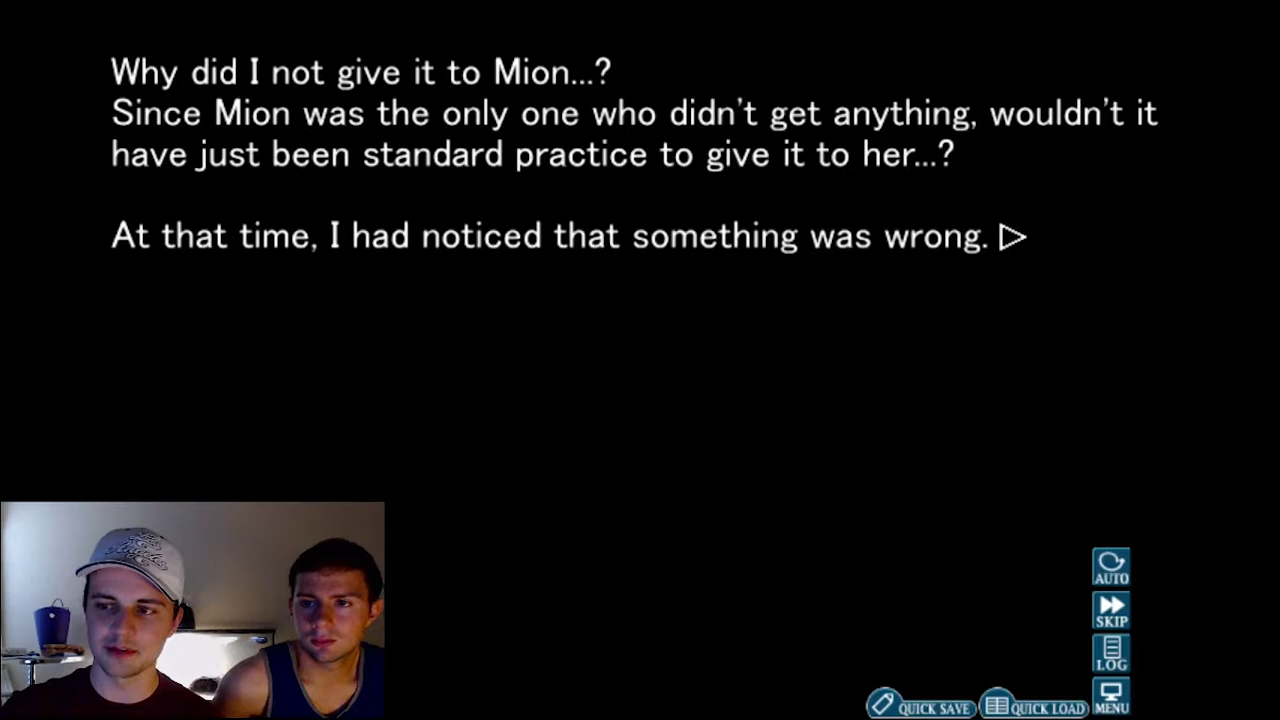 Why did I not give it to Mion...?
Since Mion was the only one who didn't get anything, wouldn't it
have just been standard practice to give it to her...?
At that time, I had noticed that something was wrong.
AUTO
SKIP
LOG
MENU
QUICK SAVE
QUICK LOAD